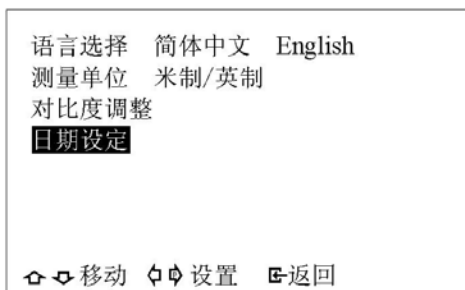 语言选择 简体中文 English
测量单位 米制/英制
对比度调整
日期设定
移动 设置 返回